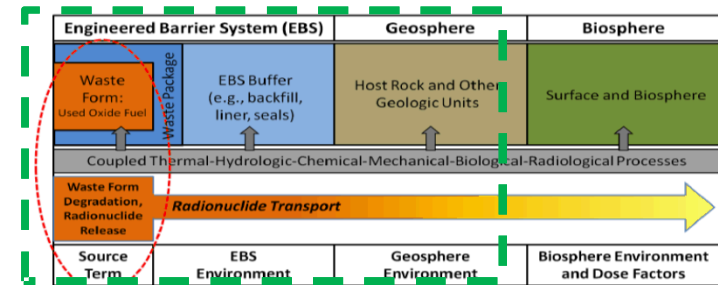 Engineered Barrier System (EBS)
Geosphere
Biosphere
Waste
Form:
Used Oxide Fuel
Waste Package
EBS Buffer
(e.g., backfill,
liner, seals)
Host Rock and Other
Geologic Units
Surface and Biosphere
Coupled Thermal-Hydrologic-Chemical-Mechanical-Biological-Radiological Processes
Waste Form
Degradation,
Radionuclide
Release
Radionuclide Transport
Source
Term
EBS
Environment
Geosphere
Environment
Biosphere Environment
and Dose Factors